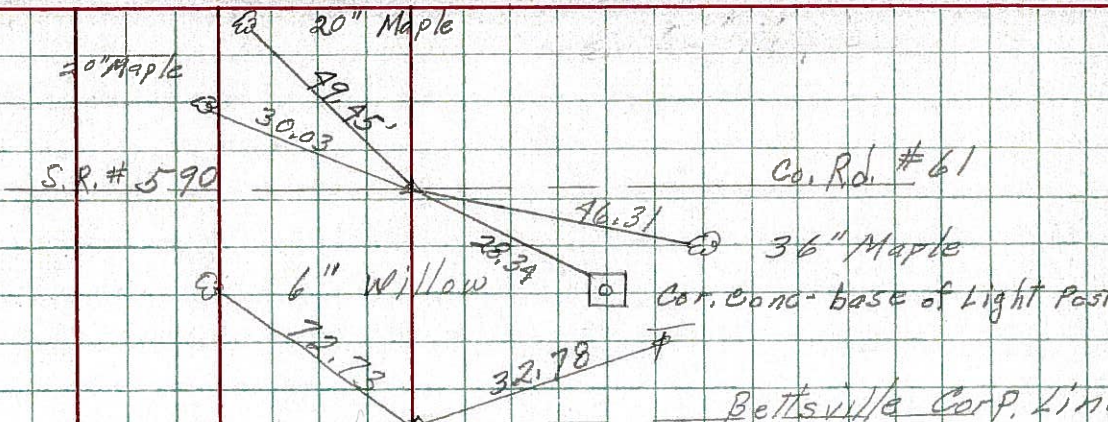 20" Maple
20" Maple
49.45'
30.03
S.R. # 590
Co. Rd. # 61
46.31
36" Maple
28.34
6" Willow
Cor. Conc. base of Light Post
72.73
32.78
Bettsville Corp. Line